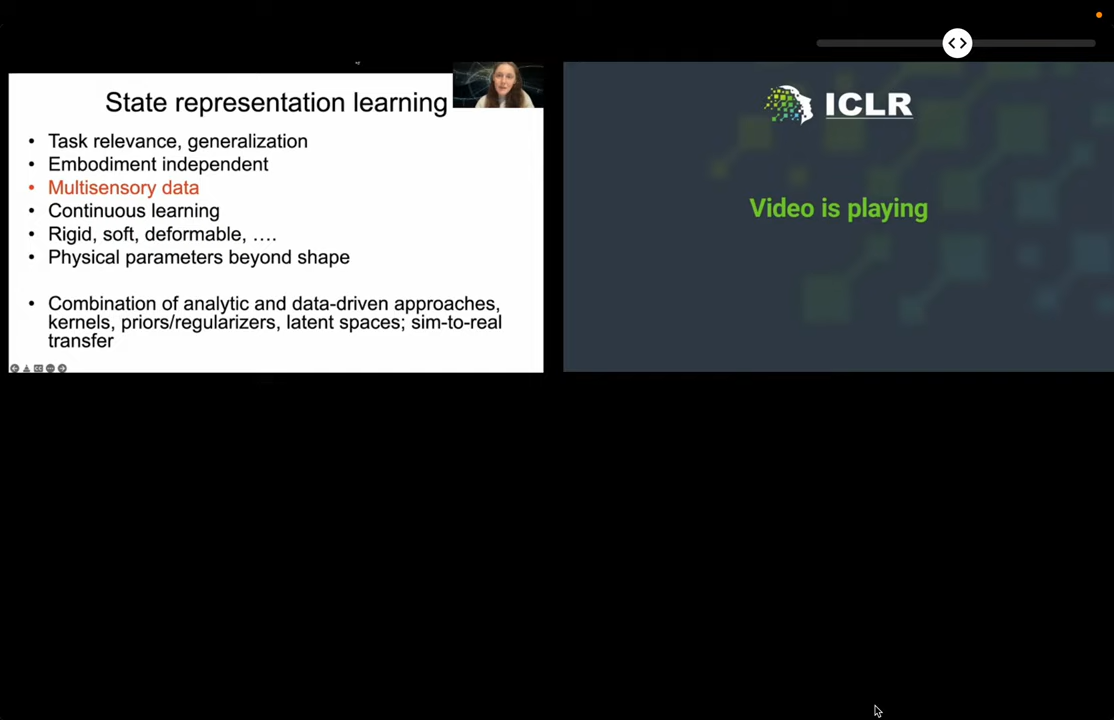 State representation learning
• Task relevance, generalization
• Embodiment independent
• Multisensory data
• Continuous learning
• Rigid, soft, deformable, ....
• Physical parameters beyond shape
• Combination of analytic and data-driven approaches,
kernels, priors/regularizers, latent spaces; sim-to-real
transfer
ICLR
Video is playing